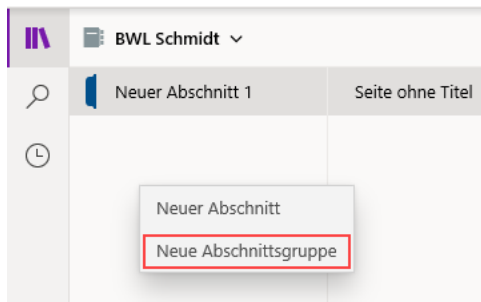 BWL Schmidt
Neuer Abschnitt 1
Seite ohne Titel
Neuer Abschnitt
Neue Abschnittsgruppe